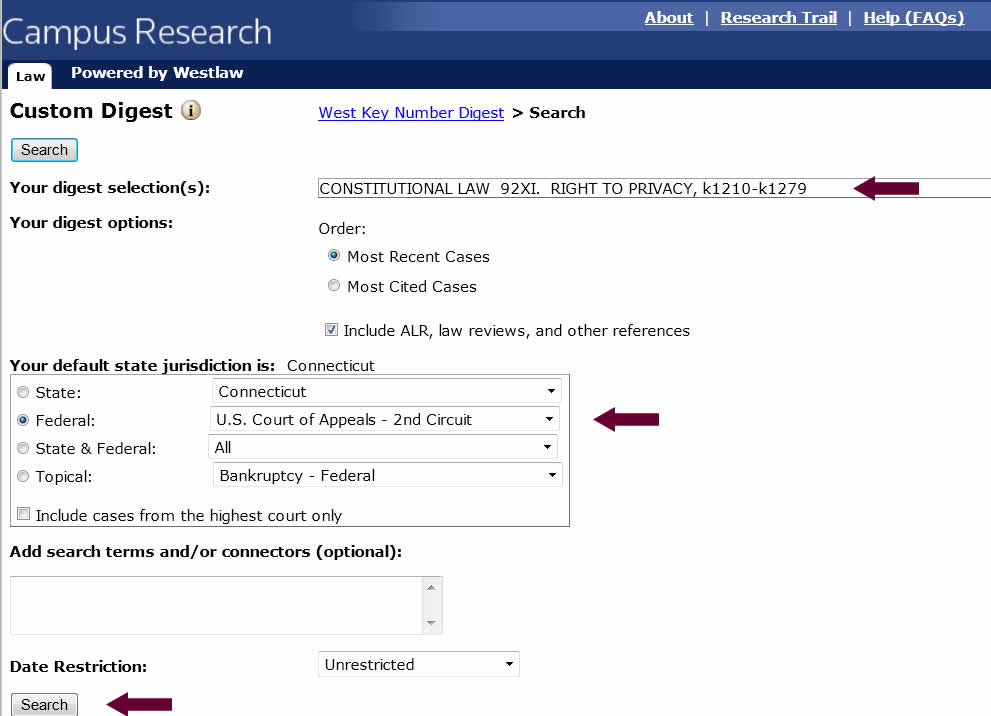 About | Research Trail | Help (FAQs)
Campus Research
Law Powered by Westlaw
Custom Digest i West Key Number Digest > Search
Search
Your digest selection(s): CONSTITUTIONAL LAW 92XI. RIGHT TO PRIVACY, k1210-k1279
Your digest options: Order:
Most Recent Cases
Most Cited Cases
Include ALR, law reviews, and other references
Your default state jurisdiction is: Connecticut
State: Connecticut
Federal: U.S. Court of Appeals - 2nd Circuit
State & Federal: All
Topical: Bankruptcy - Federal
Include cases from the highest court only
Add search terms and/or connectors (optional):
Date Restriction: Unrestricted
Search